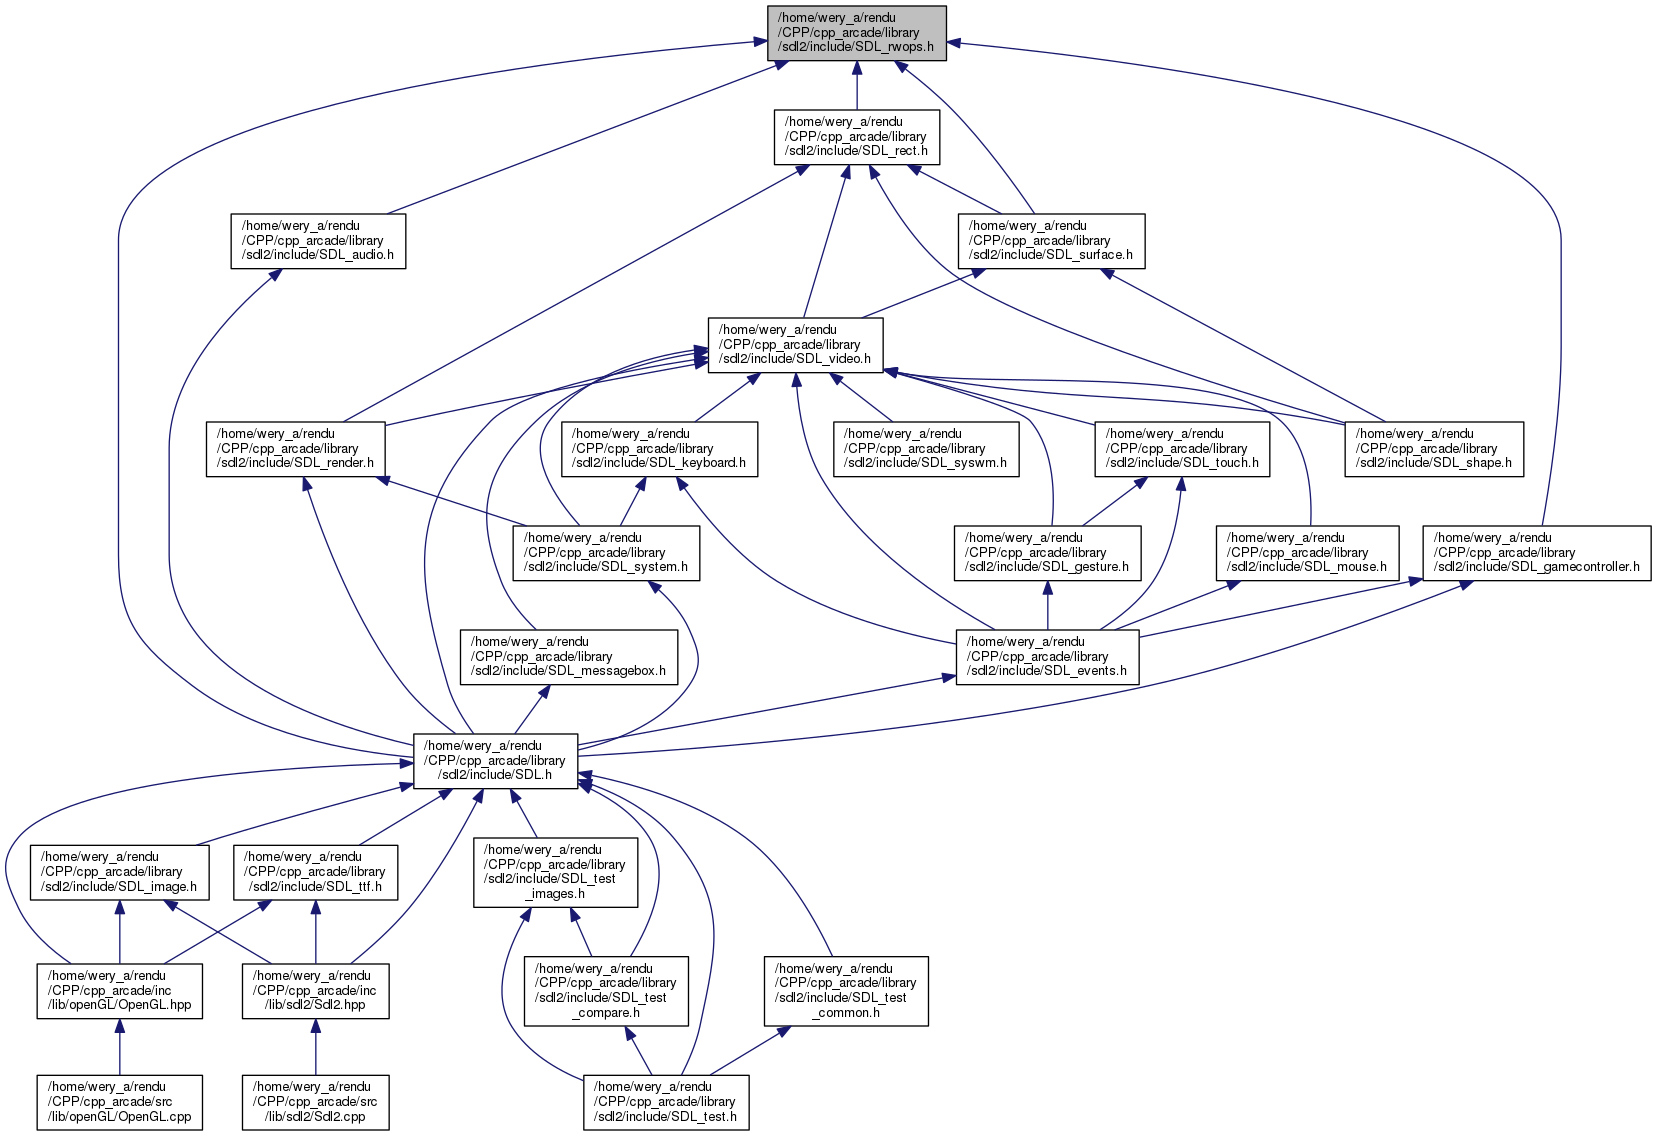 /home/wery_a/rendu
/CPP/cpp_arcade/library
/sdl2/include/SDL_rwops.h
/home/wery_a/rendu
/CPP/cpp_arcade/library
/sdl2/include/SDL_rect.h
/home/wery_a/rendu
/CPP/cpp_arcade/library
/sdl2/include/SDL_audio.h
/home/wery_a/rendu
/CPP/cpp_arcade/library
/sdl2/include/SDL_surface.h
/home/wery_a/rendu
/CPP/cpp_arcade/library
/sdl2/include/SDL_video.h
/home/wery_a/rendu
/CPP/cpp_arcade/library
/sdl2/include/SDL_render.h
/home/wery_a/rendu
/CPP/cpp_arcade/library
/sdl2/include/SDL_keyboard.h
/home/wery_a/rendu
/CPP/cpp_arcade/library
/sdl2/include/SDL_syswm.h
/home/wery_a/rendu
/CPP/cpp_arcade/library
/sdl2/include/SDL_touch.h
/home/wery_a/rendu
/CPP/cpp_arcade/library
/sdl2/include/SDL_shape.h
/home/wery_a/rendu
/CPP/cpp_arcade/library
/sdl2/include/SDL_system.h
/home/wery_a/rendu
/CPP/cpp_arcade/library
/sdl2/include/SDL_gesture.h
/home/wery_a/rendu
/CPP/cpp_arcade/library
/sdl2/include/SDL_mouse.h
/home/wery_a/rendu
/CPP/cpp_arcade/library
/sdl2/include/SDL_gamecontroller.h
/home/wery_a/rendu
/CPP/cpp_arcade/library
/sdl2/include/SDL_messagebox.h
/home/wery_a/rendu
/CPP/cpp_arcade/library
/sdl2/include/SDL_events.h
/home/wery_a/rendu
/CPP/cpp_arcade/library
/sdl2/include/SDL.h
/home/wery_a/rendu
/CPP/cpp_arcade/library
/sdl2/include/SDL_image.h
/home/wery_a/rendu
/CPP/cpp_arcade/library
/sdl2/include/SDL_ttf.h
/home/wery_a/rendu
/CPP/cpp_arcade/library
/sdl2/include/SDL_test
_images.h
/home/wery_a/rendu
/CPP/cpp_arcade/inc
/lib/openGL/OpenGL.hpp
/home/wery_a/rendu
/CPP/cpp_arcade/inc
/lib/sdl2/Sdl2.hpp
/home/wery_a/rendu
/CPP/cpp_arcade/library
/sdl2/include/SDL_test
_compare.h
/home/wery_a/rendu
/CPP/cpp_arcade/library
/sdl2/include/SDL_test
_common.h
/home/wery_a/rendu
/CPP/cpp_arcade/src
/lib/openGL/OpenGL.cpp
/home/wery_a/rendu
/CPP/cpp_arcade/src
/lib/sdl2/Sdl2.cpp
/home/wery_a/rendu
/CPP/cpp_arcade/library
/sdl2/include/SDL_test.h